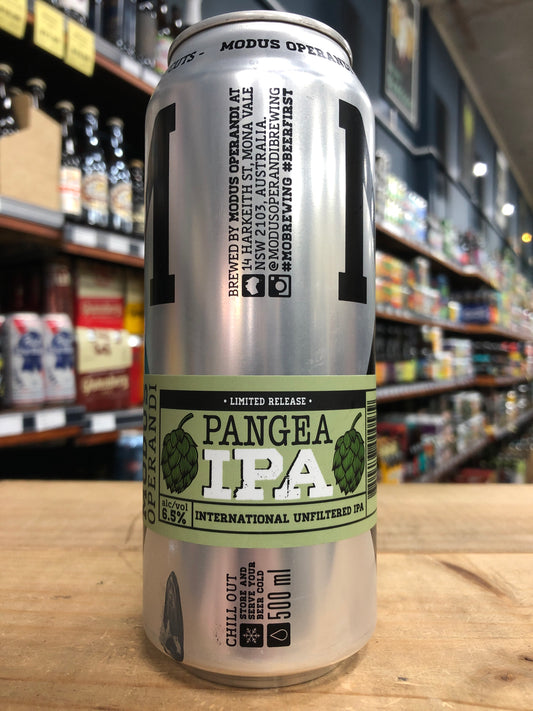 UTS - MODUS OPERANDI
BREWED BY MODUS OPERANDI AT
14 HARKEITH ST, MONA VALE
NSW 2103, AUSTRALIA.
@MODUSOPERANDIBREWING
#MOBREWING #BEERFIRST
OPERANDI
• LIMITED RELEASE •
PANGEA
IPA
alc/vol
6.5%
INTERNATIONAL UNFILTERED IPA
CHILL OUT
STORE AND
SERVE YOUR
BEER COLD
500 ml